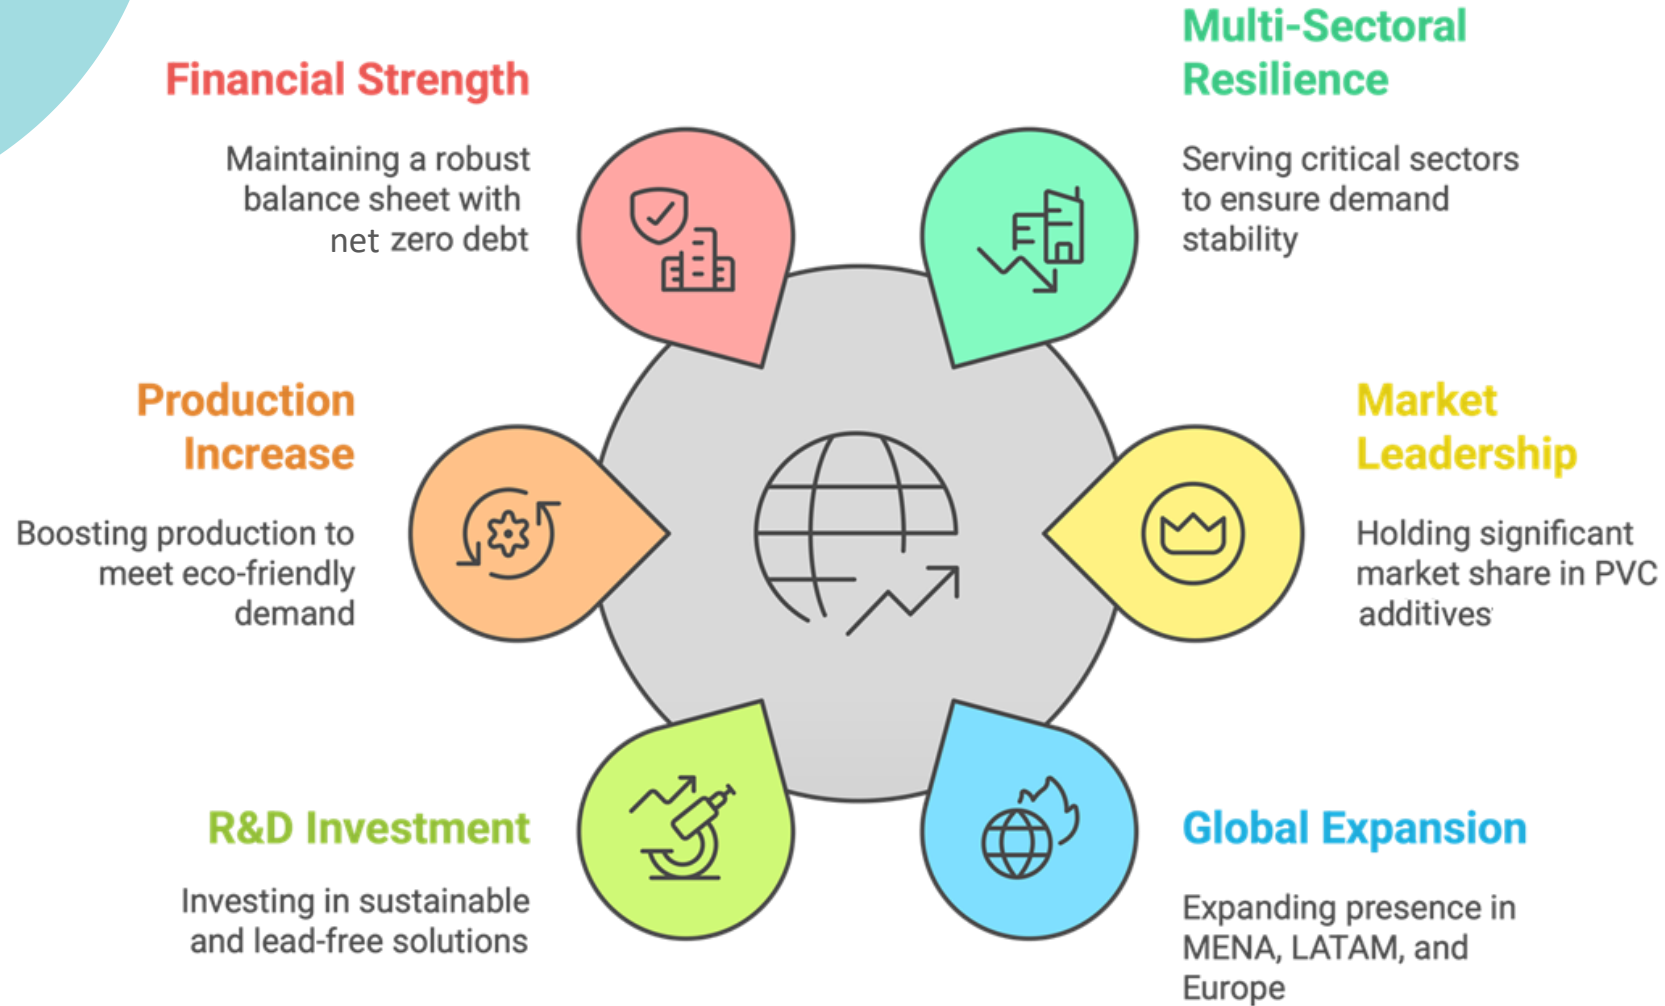 Financial Strength
Maintaining a robust
balance sheet with
net zero debt
Multi-Sectoral
Resilience
Serving critical sectors
to ensure demand
stability
Production
Increase
Boosting production to
meet eco-friendly
demand
Market
Leadership
Holding significant
market share in PVC
additives
R&D Investment
Investing in sustainable
and lead-free solutions
Global Expansion
Expanding presence in
MENA, LATAM, and
Europe